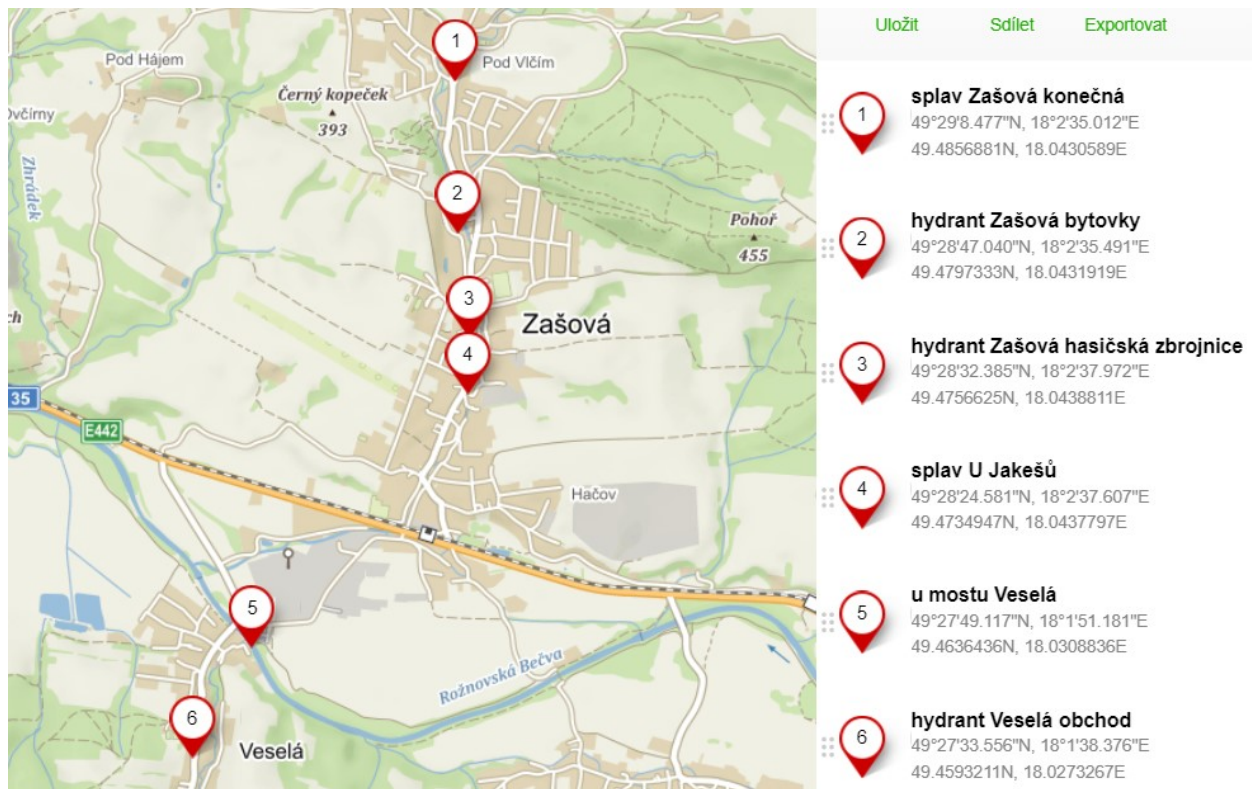 1
Pod Hájem
Pod Vlčím
Černý kopeček
393
Zhrádek
2
Pohoř
455
3
Zašová
4
35
E442
Hačov
5
Rožnovská Bečva
6
Veselá
Uložit Sdílet Exportovat
1
splav Zašová konečná
49°29'8.477"N, 18°2'35.012"E
49.4856881N, 18.0430589E
2
hydrant Zašová bytovky
49°28'47.040"N, 18°2'35.491"E
49.4797333N, 18.0431919E
3
hydrant Zašová hasičská zbrojnice
49°28'32.385"N, 18°2'37.972"E
49.4756625N, 18.0438811E
4
splav U Jakešů
49°28'24.581"N, 18°2'37.607"E
49.4734947N, 18.0437797E
5
u mostu Veselá
49°27'49.117"N, 18°1'51.181"E
49.4636436N, 18.0308836E
6
hydrant Veselá obchod
49°27'33.556"N, 18°1'38.376"E
49.4593211N, 18.0273267E